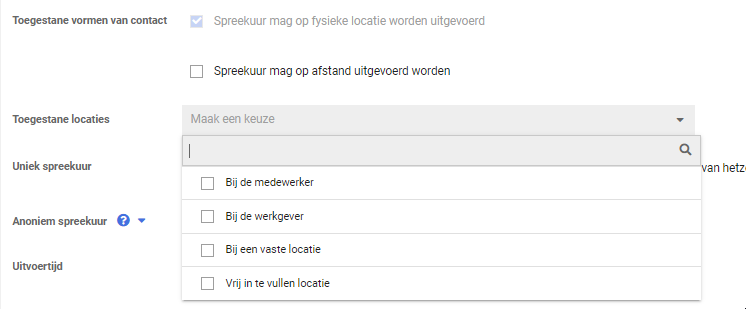 Toegestane vormen van contact
Spreekuur mag op fysieke locatie worden uitgevoerd
Spreekuur mag op afstand uitgevoerd worden
Toegestane locaties
Maak een keuze
Uniek spreekuur
van hetz
Bij de medewerker
Bij de werkgever
Anoniem spreekuur ?
Bij een vaste locatie
Uitvoertijd
Vrij in te vullen locatie